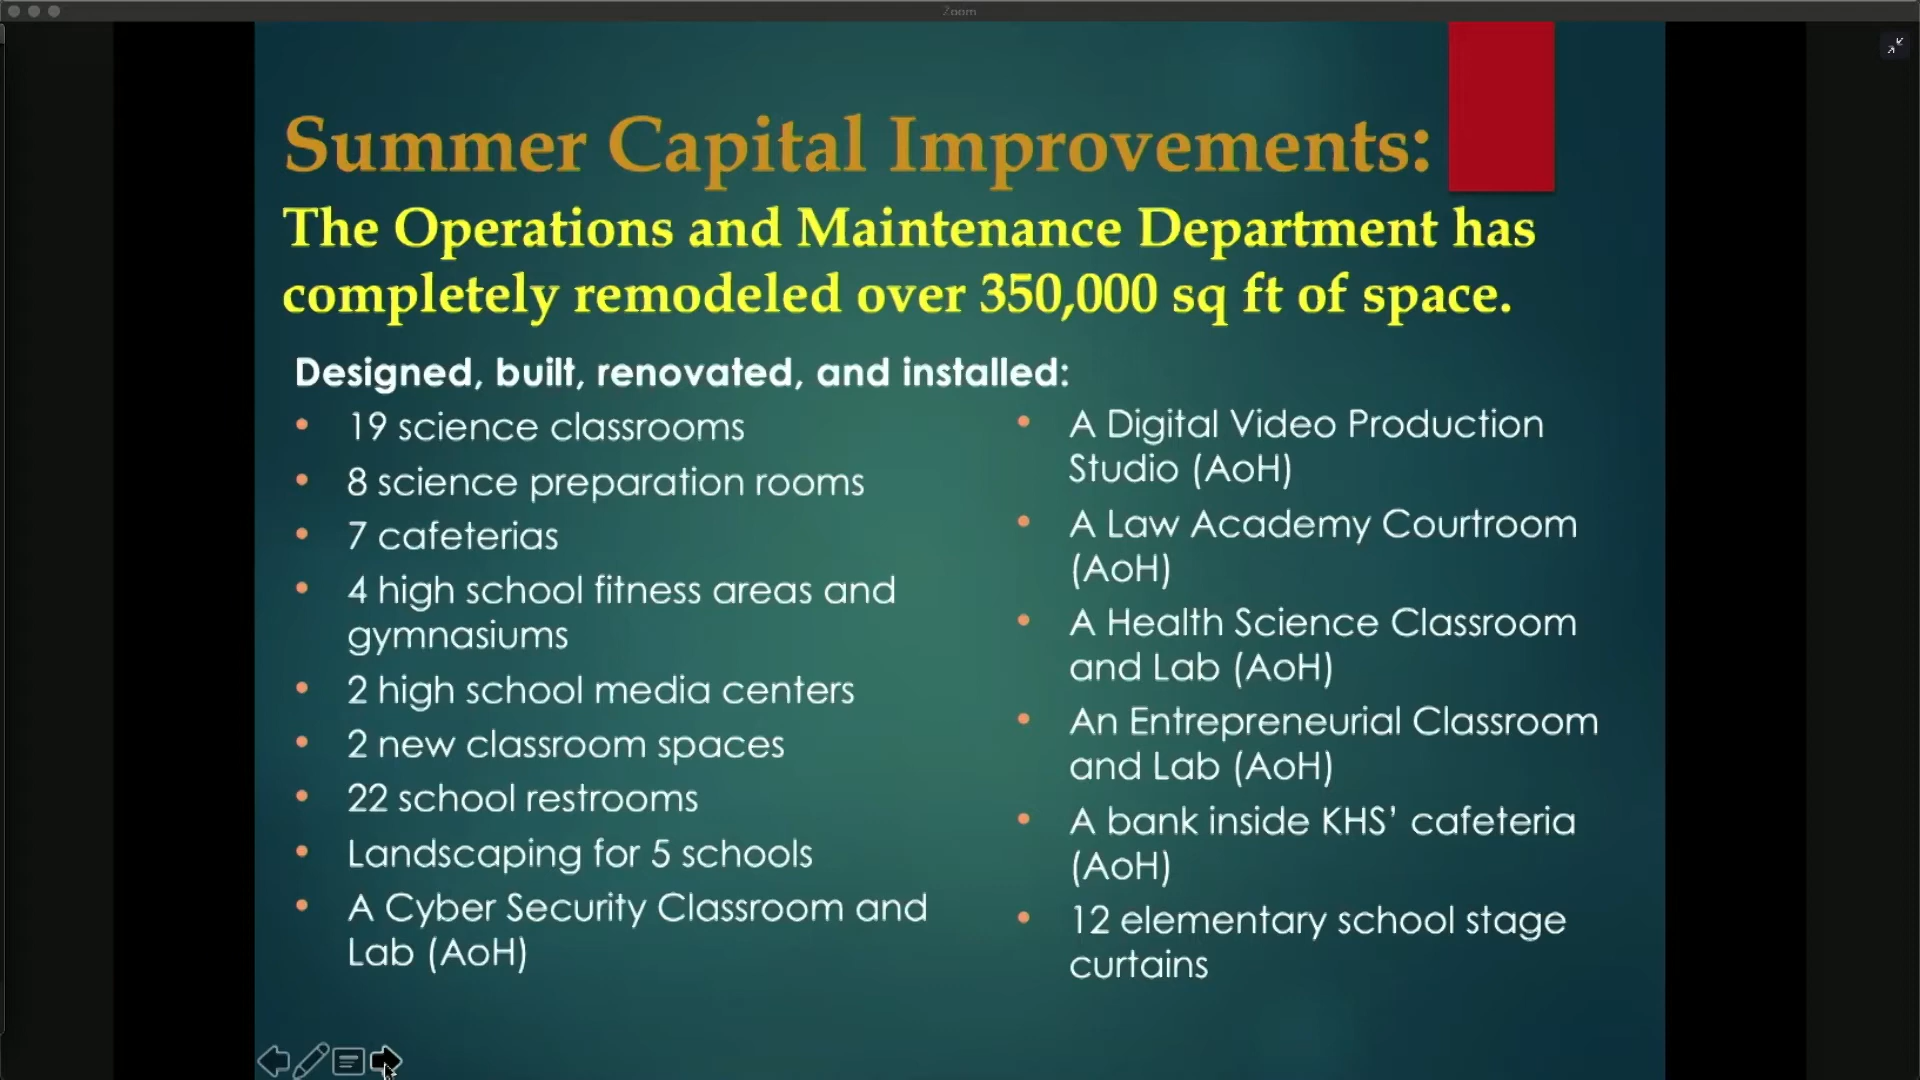 Zoom
Summer Capital Improvements:
The Operations and Maintenance Department has
completely remodeled over 350,000 sq ft of space.
Designed, built, renovated, and installed:
• 19 science classrooms
• 8 science preparation rooms
• 7 cafeterias
• 4 high school fitness areas and
gymnasiums
• 2 high school media centers
• 2 new classroom spaces
• 22 school restrooms
• Landscaping for 5 schools
• A Cyber Security Classroom and
Lab (AoH)
• A Digital Video Production
Studio (AoH)
• A Law Academy Courtroom
(AoH)
• A Health Science Classroom
and Lab (AoH)
• An Entrepreneurial Classroom
and Lab (AoH)
• A bank inside KHS’ cafeteria
(AoH)
• 12 elementary school stage
curtains